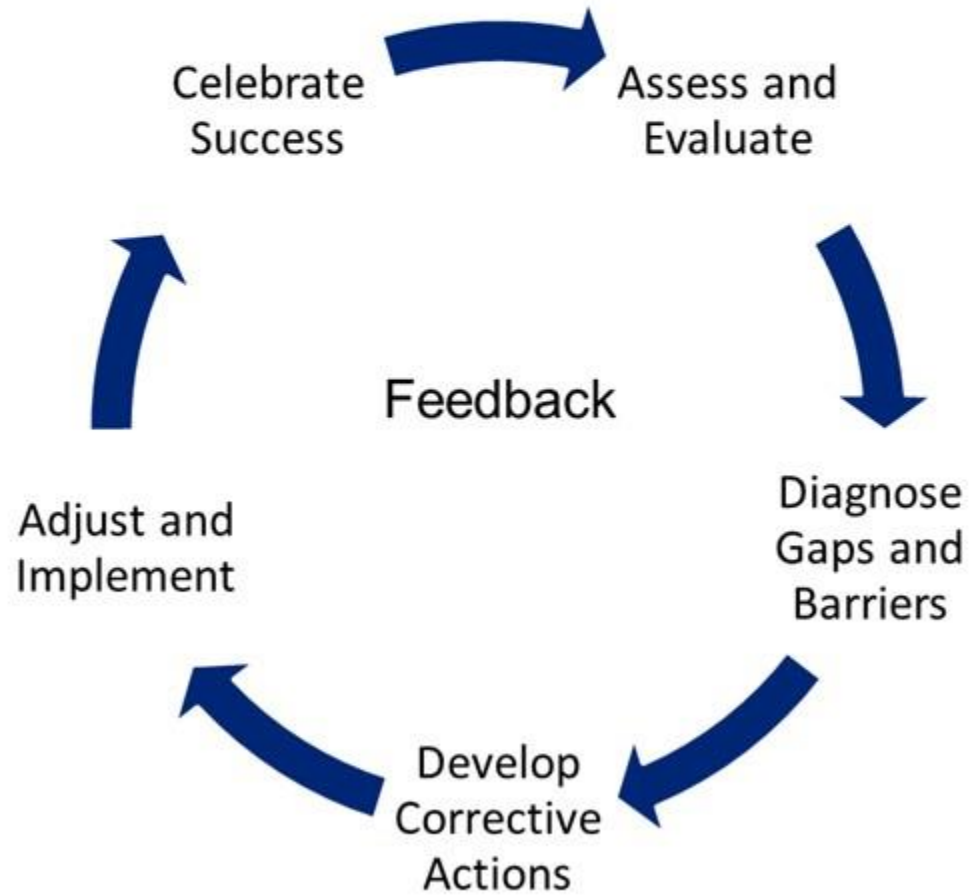 Celebrate
Success
Assess and
Evaluate
Feedback
Diagnose
Gaps and
Barriers
Adjust and
Implement
Develop
Corrective
Actions